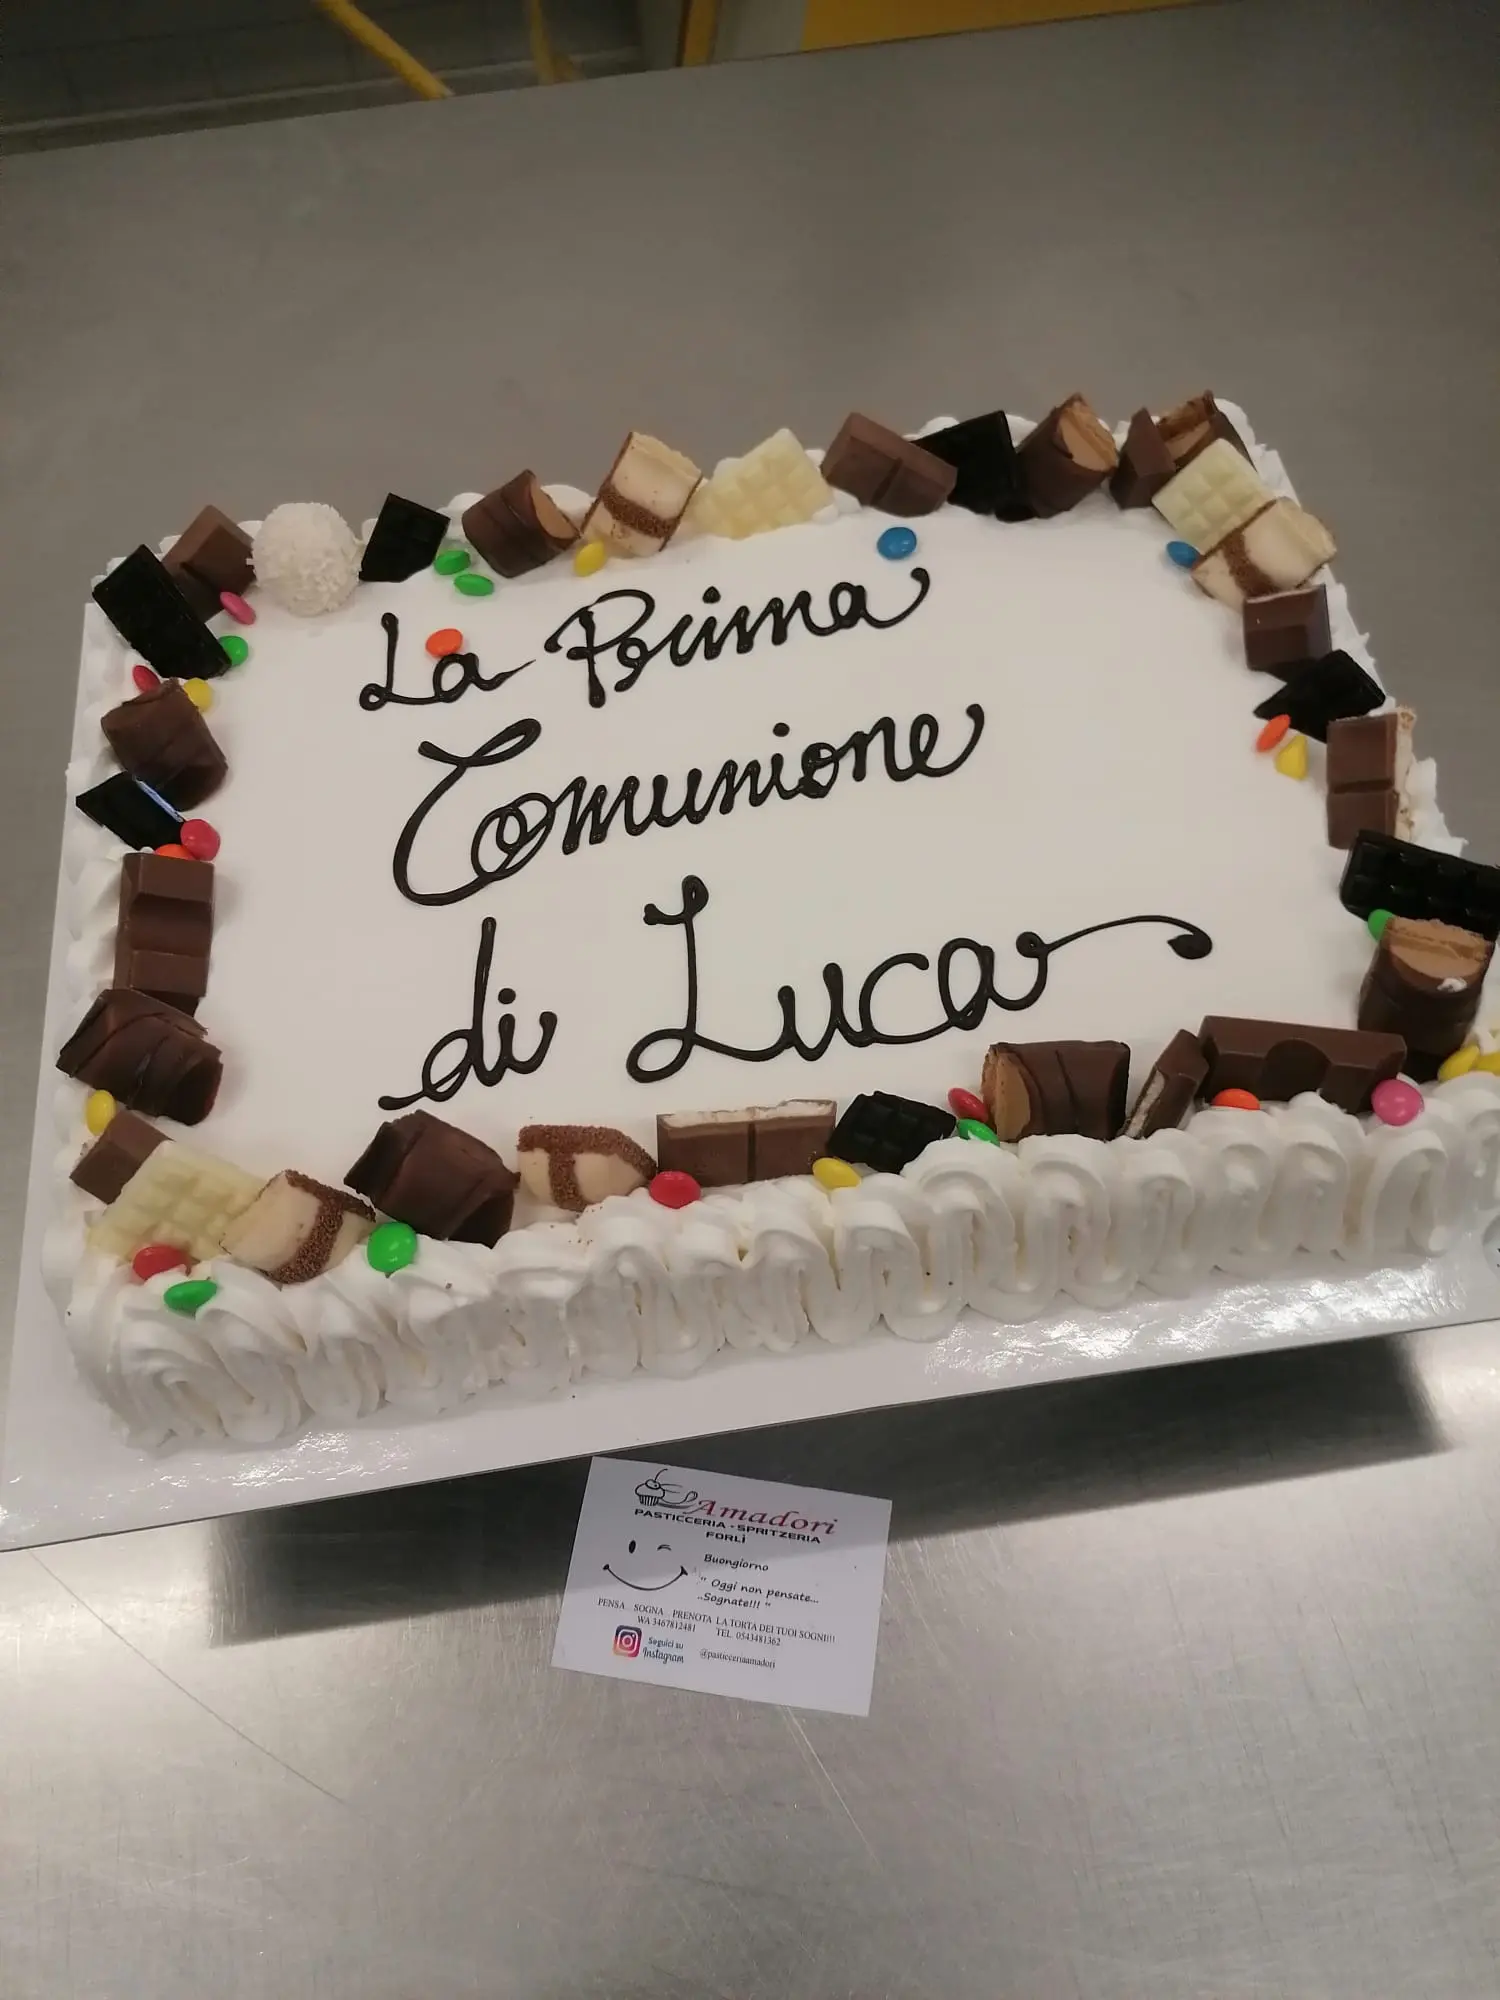 La Prima
Comunione
di Luca
Amadori
PASTICCERIA • SPRITZERIA
FORLÌ
Buongiorno
" Oggi non pensate...
..Sognate!!! "
PENSA SOGNA PRENOTA LA TORTA DEI TUOI SOGNI!!!
WA 3467812481 TEL. 0543481362
Seguici su
Instagram
@pasticceriaamadori